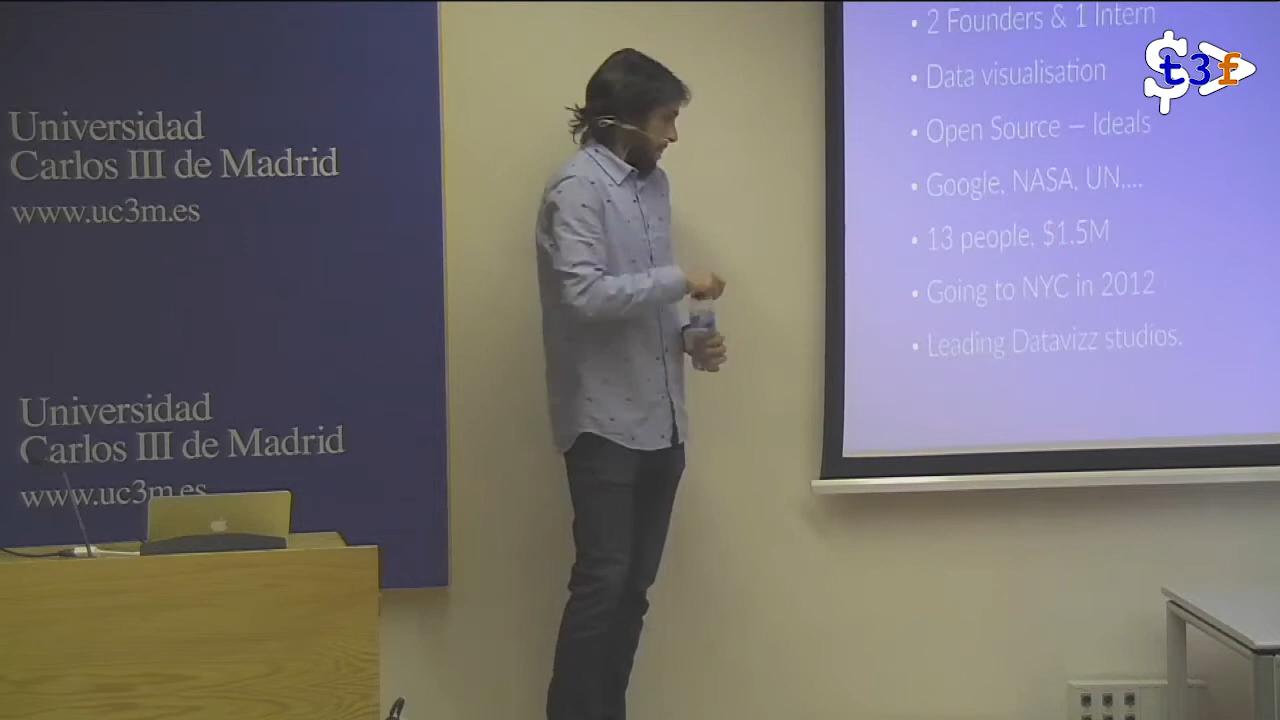 Universidad
Carlos III de Madrid
www.uc3m.es
Universidad
Carlos III de Madrid
www.uc3m.es
• 2 Founders & 1 Intern
• Data visualisation
• Open Source – Ideals
• Google, NASA, UN,...
• 13 people, $1.5M
• Going to NYC in 2012
• Leading Datavizz studios.
$t3f